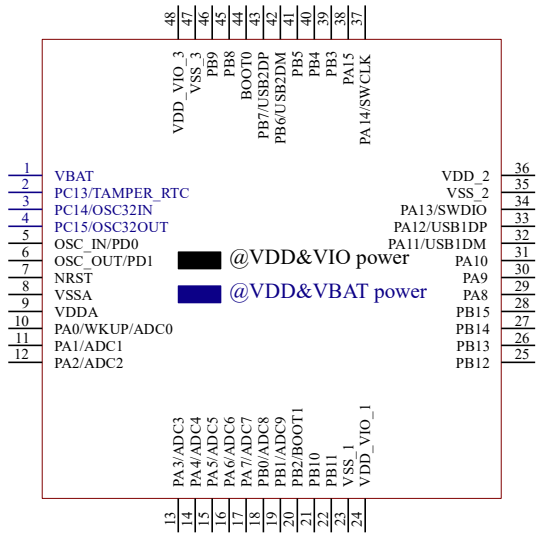 48
47
46
45
44
43
42
41
40
39
38
37
VDD_VIO_3
VSS_3
PB9
PB8
BOOT0
PB7/USB2DP
PB6/USB2DM
PB5
PB4
PB3
PA15
PA14/SWCLK
1 VBAT
2 PC13/TAMPER_RTC
3 PC14/OSC32IN
4 PC15/OSC32OUT
5 OSC_IN/PD0
6 OSC_OUT/PD1
7 NRST
8 VSSA
9 VDDA
10 PA0/WKUP/ADC0
11 PA1/ADC1
12 PA2/ADC2
@VDD&VIO power
@VDD&VBAT power
VDD_2 36
VSS_2 35
PA13/SWDIO 34
PA12/USB1DP 33
PA11/USB1DM 32
PA10 31
PA9 30
PA8 29
PB15 28
PB14 27
PB13 26
PB12 25
PA3/ADC3
PA4/ADC4
PA5/ADC5
PA6/ADC6
PA7/ADC7
PB0/ADC8
PB1/ADC9
PB2/BOOT1
PB10
PB11
VSS_1
VDD_VIO_1
13
14
15
16
17
18
19
20
21
22
23
24